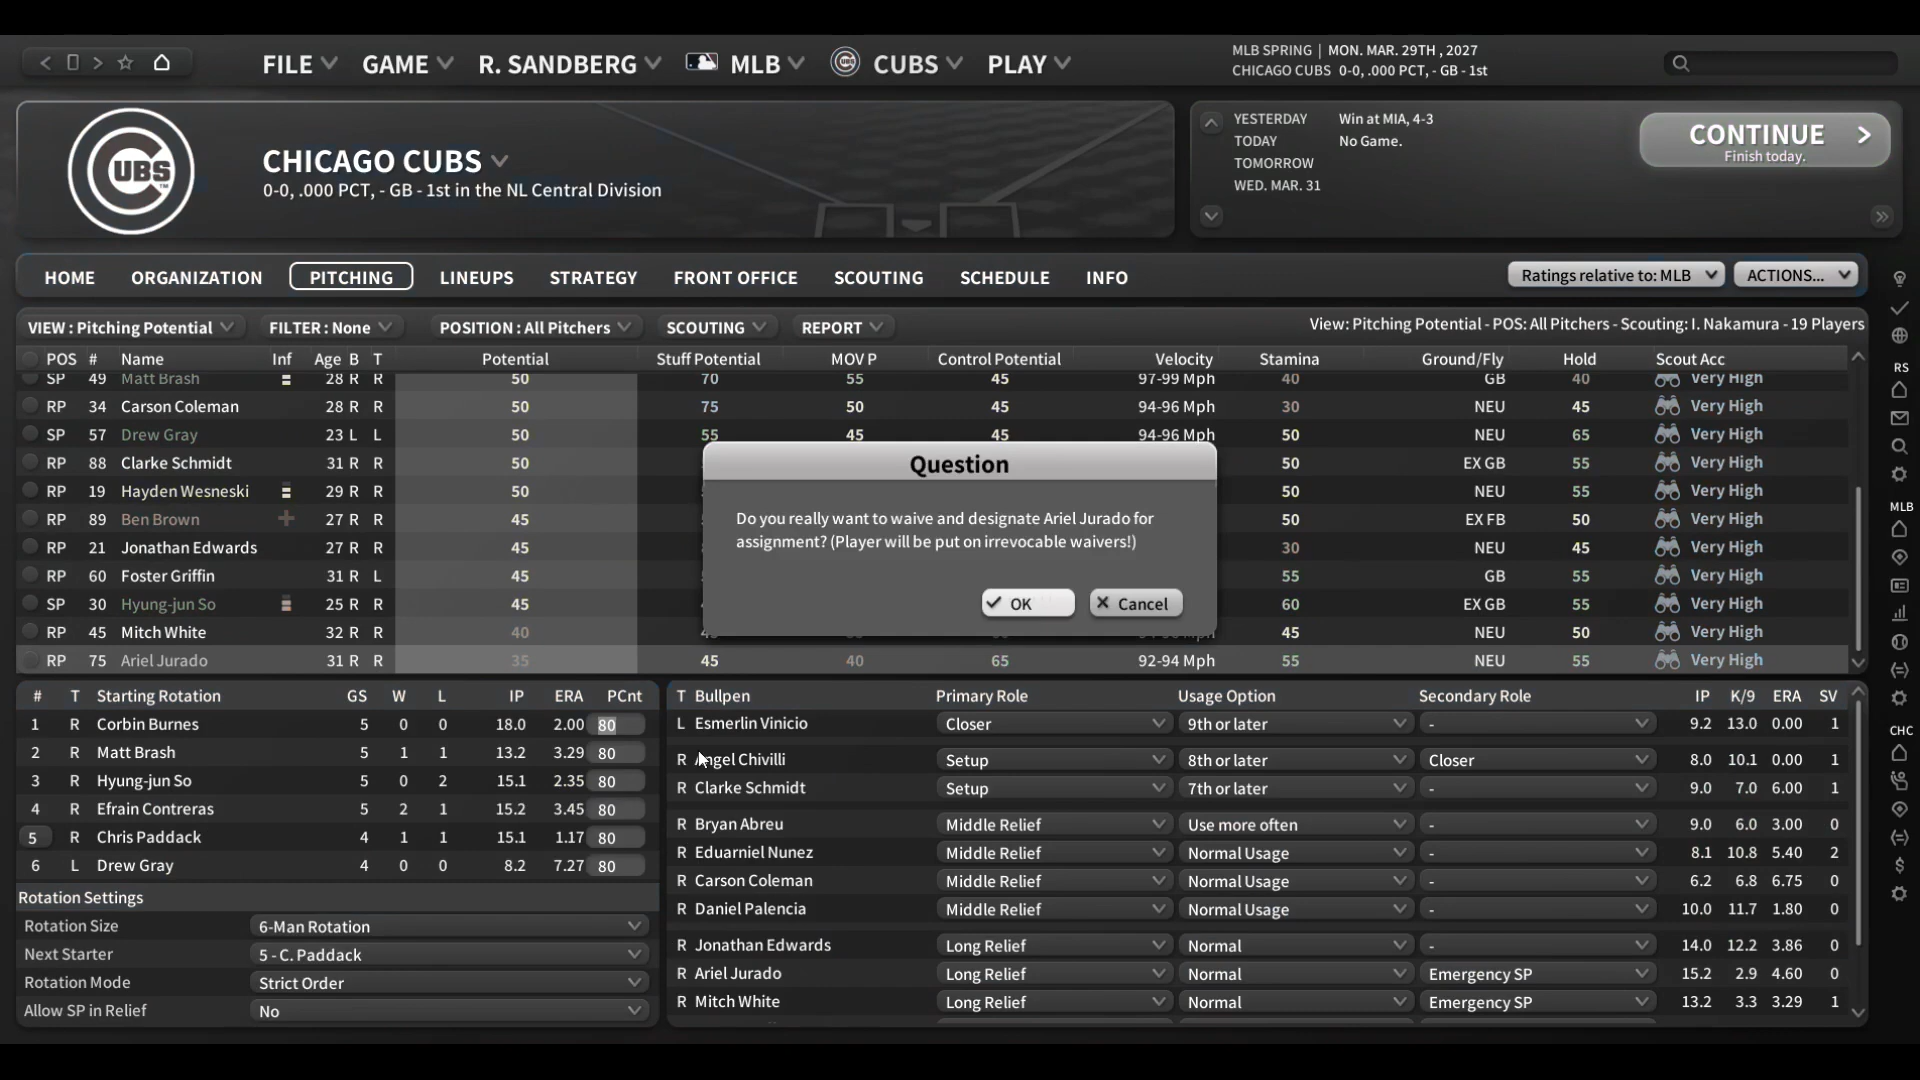 FILE GAME R. SANDBERG MLB CUBS PLAY
MLB SPRING | MON. MAR. 29TH , 2027
CHICAGO CUBS 0-0, .000 PCT, - GB - 1st
CHICAGO CUBS
0-0, .000 PCT, - GB - 1st in the NL Central Division
UBS
YESTERDAY Win at MIA, 4-3
TODAY No Game.
TOMORROW
WED. MAR. 31
CONTINUE
Finish today.
HOME ORGANIZATION PITCHING LINEUPS STRATEGY FRONT OFFICE SCOUTING SCHEDULE INFO
Ratings relative to: MLB ACTIONS...
VIEW : Pitching Potential FILTER : None POSITION : All Pitchers SCOUTING REPORT
View: Pitching Potential - POS: All Pitchers - Scouting: I. Nakamura - 19 Players
POS # Name Inf Age B T Potential Stuff Potential MOV P Control Potential Velocity Stamina Ground/Fly Hold Scout Acc
SP 49 Matt Brash 28 R R 50 70 55 45 97-99 Mph 40 GB 40 Very High
RP 34 Carson Coleman 28 R R 50 75 50 45 94-96 Mph 30 NEU 45 Very High
SP 57 Drew Gray 23 L L 50 55 45 45 94-96 Mph 50 NEU 65 Very High
RP 88 Clarke Schmidt 31 R R 50 50 EX GB 55 Very High
RP 19 Hayden Wesneski 29 R R 50 50 NEU 55 Very High
RP 89 Ben Brown 27 R R 45 50 EX FB 50 Very High
RP 21 Jonathan Edwards 27 R R 45 30 NEU 45 Very High
RP 60 Foster Griffin 31 R L 45 55 GB 55 Very High
SP 30 Hyung-jun So 25 R R 45 60 EX GB 55 Very High
RP 45 Mitch White 32 R R 40 45 NEU 50 Very High
RP 75 Ariel Jurado 31 R R 35 45 40 65 92-94 Mph 55 NEU 55 Very High
Question
Do you really want to waive and designate Ariel Jurado for
assignment? (Player will be put on irrevocable waivers!)
OK Cancel
# T Starting Rotation GS W L IP ERA PCnt
1 R Corbin Burnes 5 0 0 18.0 2.00 80
2 R Matt Brash 5 1 1 13.2 3.29 80
3 R Hyung-jun So 5 0 2 15.1 2.35 80
4 R Efrain Contreras 5 2 1 15.2 3.45 80
5 R Chris Paddack 4 1 1 15.1 1.17 80
6 L Drew Gray 4 0 0 8.2 7.27 80
Rotation Settings
Rotation Size 6-Man Rotation
Next Starter 5 - C. Paddack
Rotation Mode Strict Order
Allow SP in Relief No
T Bullpen Primary Role Usage Option Secondary Role IP K/9 ERA SV
L Esmerlin Vinicio Closer 9th or later - 9.2 13.0 0.00 1
R Angel Chivilli Setup 8th or later Closer 8.0 10.1 0.00 1
R Clarke Schmidt Setup 7th or later - 9.0 7.0 6.00 1
R Bryan Abreu Middle Relief Use more often - 9.0 6.0 3.00 0
R Eduarniel Nunez Middle Relief Normal Usage - 8.1 10.8 5.40 2
R Carson Coleman Middle Relief Normal Usage - 6.2 6.8 6.75 0
R Daniel Palencia Middle Relief Normal Usage - 10.0 11.7 1.80 0
R Jonathan Edwards Long Relief Normal - 14.0 12.2 3.86 0
R Ariel Jurado Long Relief Normal Emergency SP 15.2 2.9 4.60 0
R Mitch White Long Relief Normal Emergency SP 13.2 3.3 3.29 1
RS
MLB
CHC